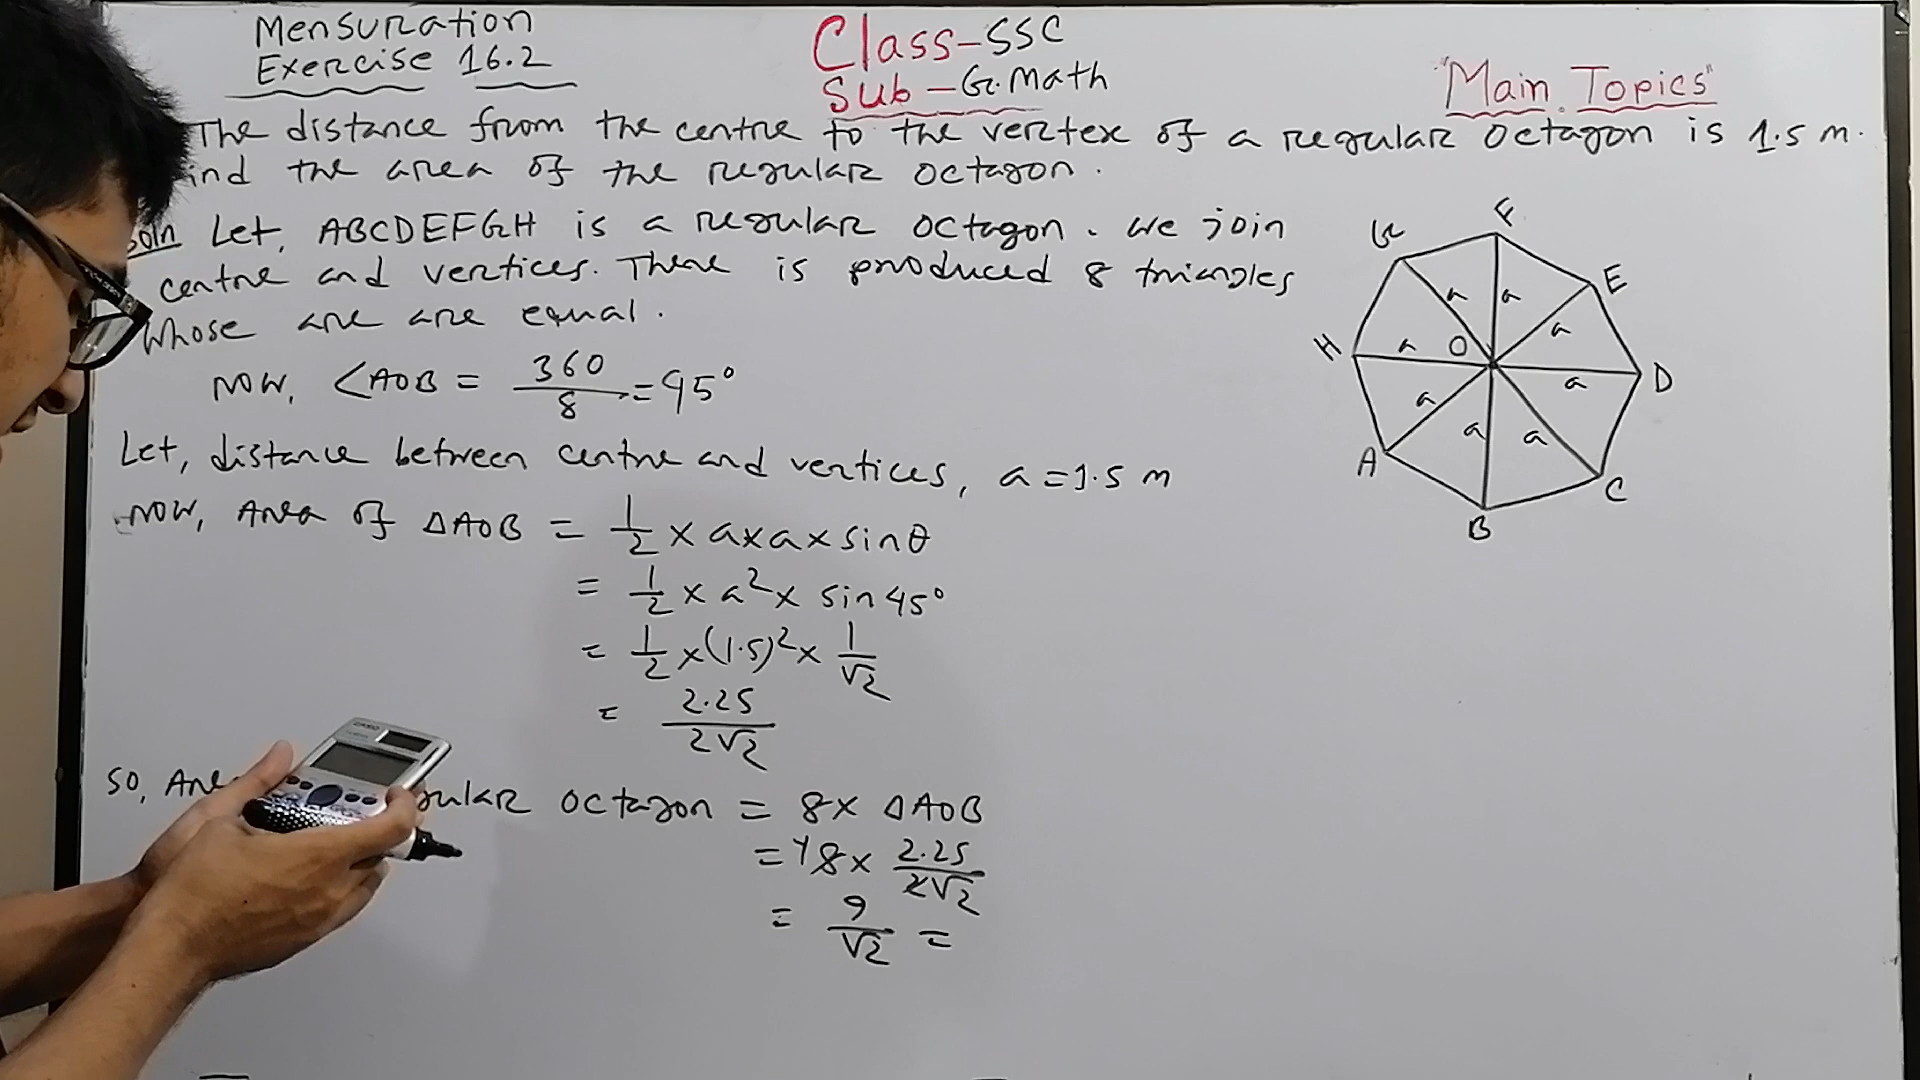 Mensuration
Exercise 16.2
Class-SSC
Sub-G.Math
"Main Topics"
The distance from the centre to the vertex of a regular octagon is 1.5 m.
ind the area of the regular octagon.
Soln Let, ABCDEFGH is a regular octagon. We join
centre and vertices. There is produced 8 triangles
whose are are equal.
Now, <AOB = 360/8 = 45°
Let, distance between centre and vertices, a = 1.5 m
Now, Area of ΔAOB = 1/2 × a×a× sinθ
= 1/2 × a² × sin 45°
= 1/2 × (1.5)² × 1/√2
= 2.25/2√2
So, Are ular octagon = 8× ΔAOB
= 4 8 × 2.25/2√2
= 9/√2 =
F
G
E
a a
a
H a O
D
a a
a a
A
C
B